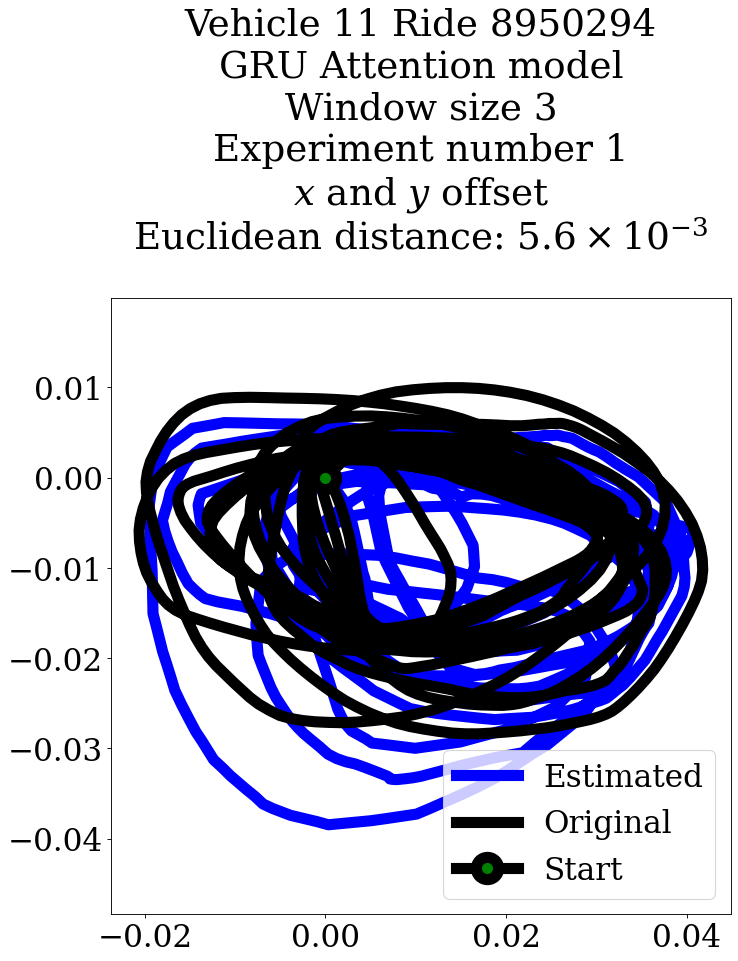 Vehicle 11 Ride 8950294
GRU Attention model
Window size 3
Experiment number 1
x and y offset
Euclidean distance: 5.6 × 10⁻³
0.01
0.00
−0.01
−0.02
−0.03
−0.04
Estimated
Original
Start
−0.02 0.00 0.02 0.04